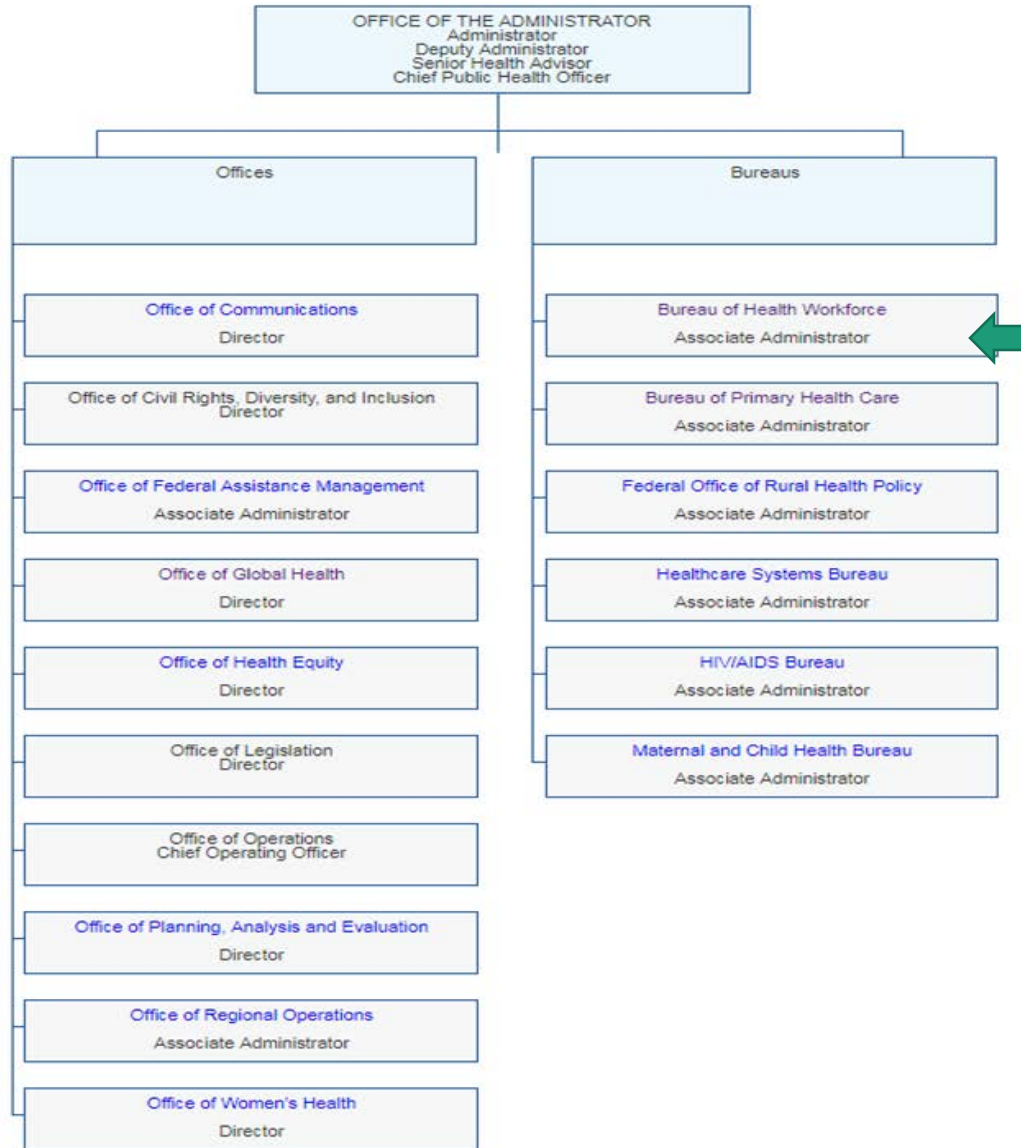 OFFICE OF THE ADMINISTRATOR
Administrator
Deputy Administrator
Senior Health Advisor
Chief Public Health Officer
Offices
Office of Communications
Director
Office of Civil Rights, Diversity, and Inclusion
Director
Office of Federal Assistance Management
Associate Administrator
Office of Global Health
Director
Office of Health Equity
Director
Office of Legislation
Director
Office of Operations
Chief Operating Officer
Office of Planning, Analysis and Evaluation
Director
Office of Regional Operations
Associate Administrator
Office of Women's Health
Director
Bureaus
Bureau of Health Workforce
Associate Administrator
Bureau of Primary Health Care
Associate Administrator
Federal Office of Rural Health Policy
Associate Administrator
Healthcare Systems Bureau
Associate Administrator
HIV/AIDS Bureau
Associate Administrator
Maternal and Child Health Bureau
Associate Administrator